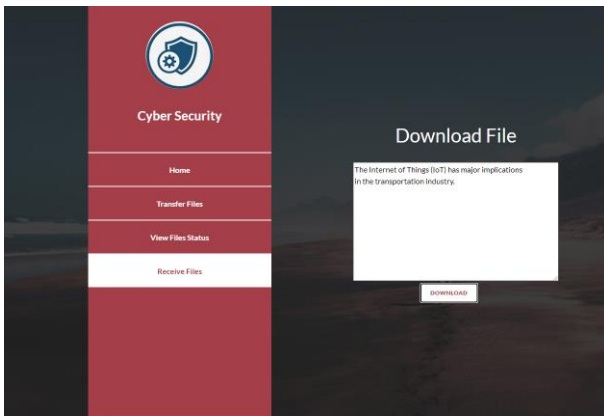 Cyber Security
Home
Transfer Files
View Files Status
Receive Files
Download File
The Internet of Things (IoT) has major implications
in the transportation industry.
DOWNLOAD